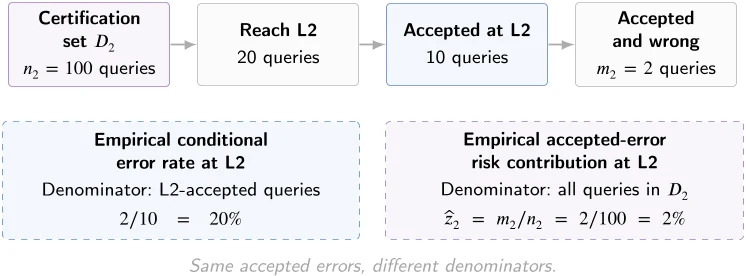 Certification
set D₂
n₂ = 100 queries
Reach L2
20 queries
Accepted at L2
10 queries
Accepted
and wrong
m₂ = 2 queries
Empirical conditional
error rate at L2
Denominator: L2-accepted queries
2/10 = 20%
Empirical accepted-error
risk contribution at L2
Denominator: all queries in D₂
ẑ₂ = m₂/n₂ = 2/100 = 2%
Same accepted errors, different denominators.